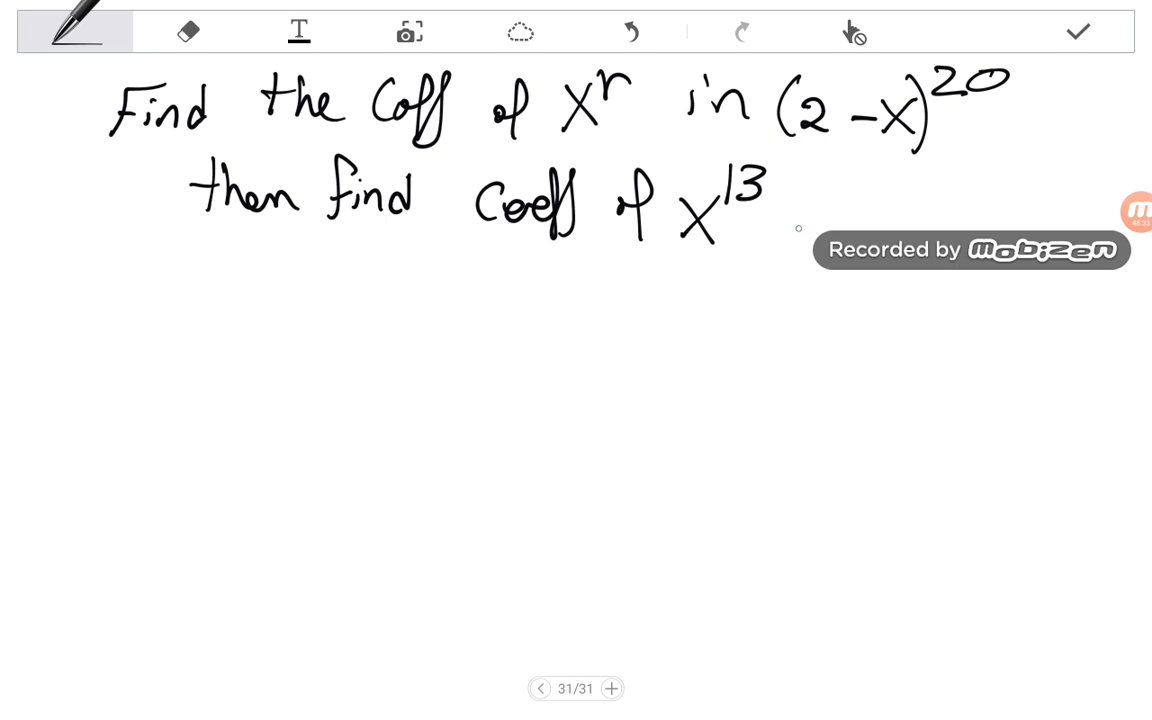 T
Find the Coff of x^r in (2 - x)^20
then find Coeff of x^13
Recorded by mobizen
31/31